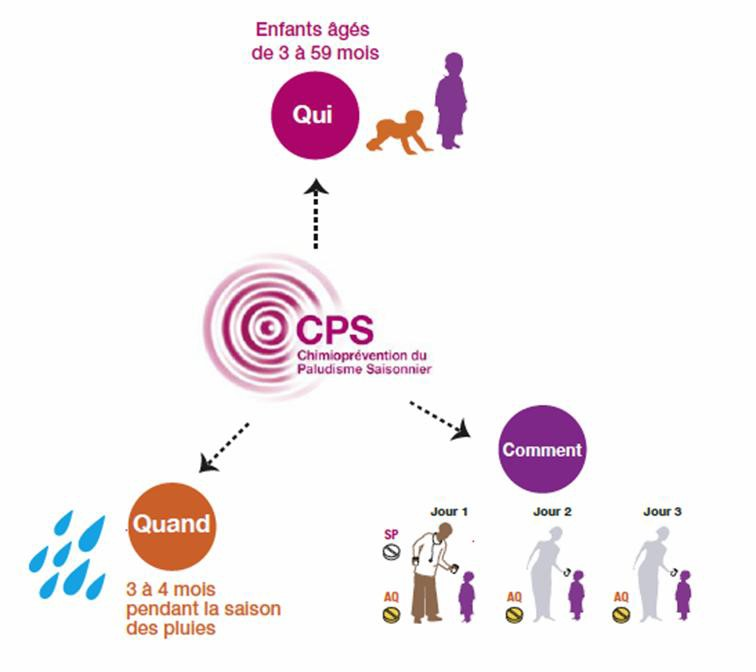 Enfants âgés
de 3 à 59 mois
Qui
CPS
Chimioprévention du
Paludisme Saisonnier
Comment
Quand
3 à 4 mois
pendant la saison
des pluies
Jour 1
Jour 2
Jour 3
SP
AQ
AQ
AQ